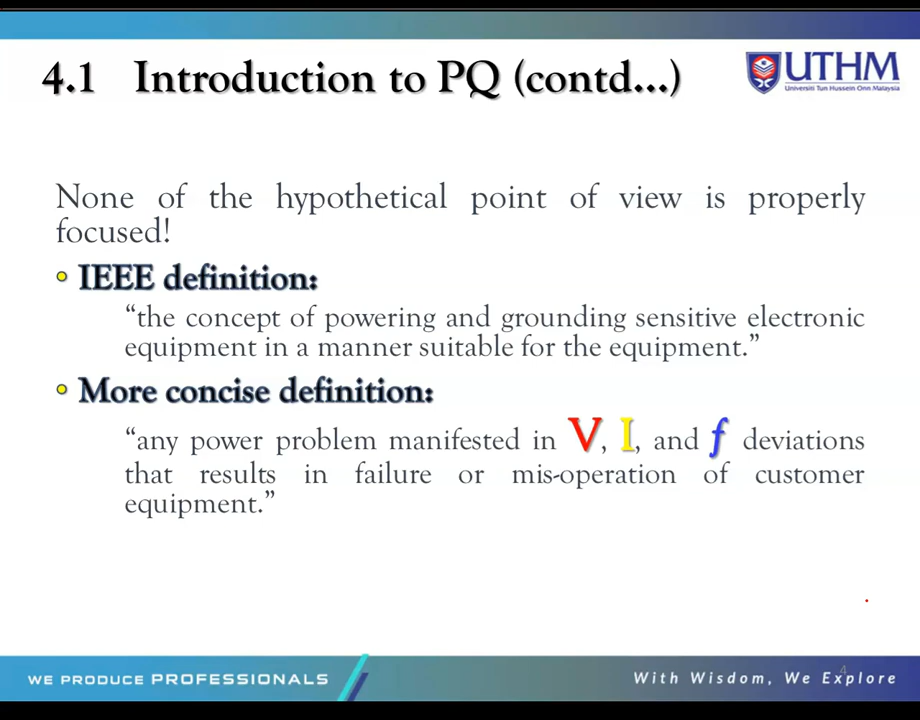 4.1 Introduction to PQ (contd...)
UTHM
Universiti Tun Hussein Onn Malaysia
None of the hypothetical point of view is properly
focused!
• IEEE definition:
“the concept of powering and grounding sensitive electronic
equipment in a manner suitable for the equipment.”
• More concise definition:
“any power problem manifested in V, I, and f deviations
that results in failure or mis-operation of customer
equipment.”
4
WE PRODUCE PROFESSIONALS
With Wisdom, We Explore